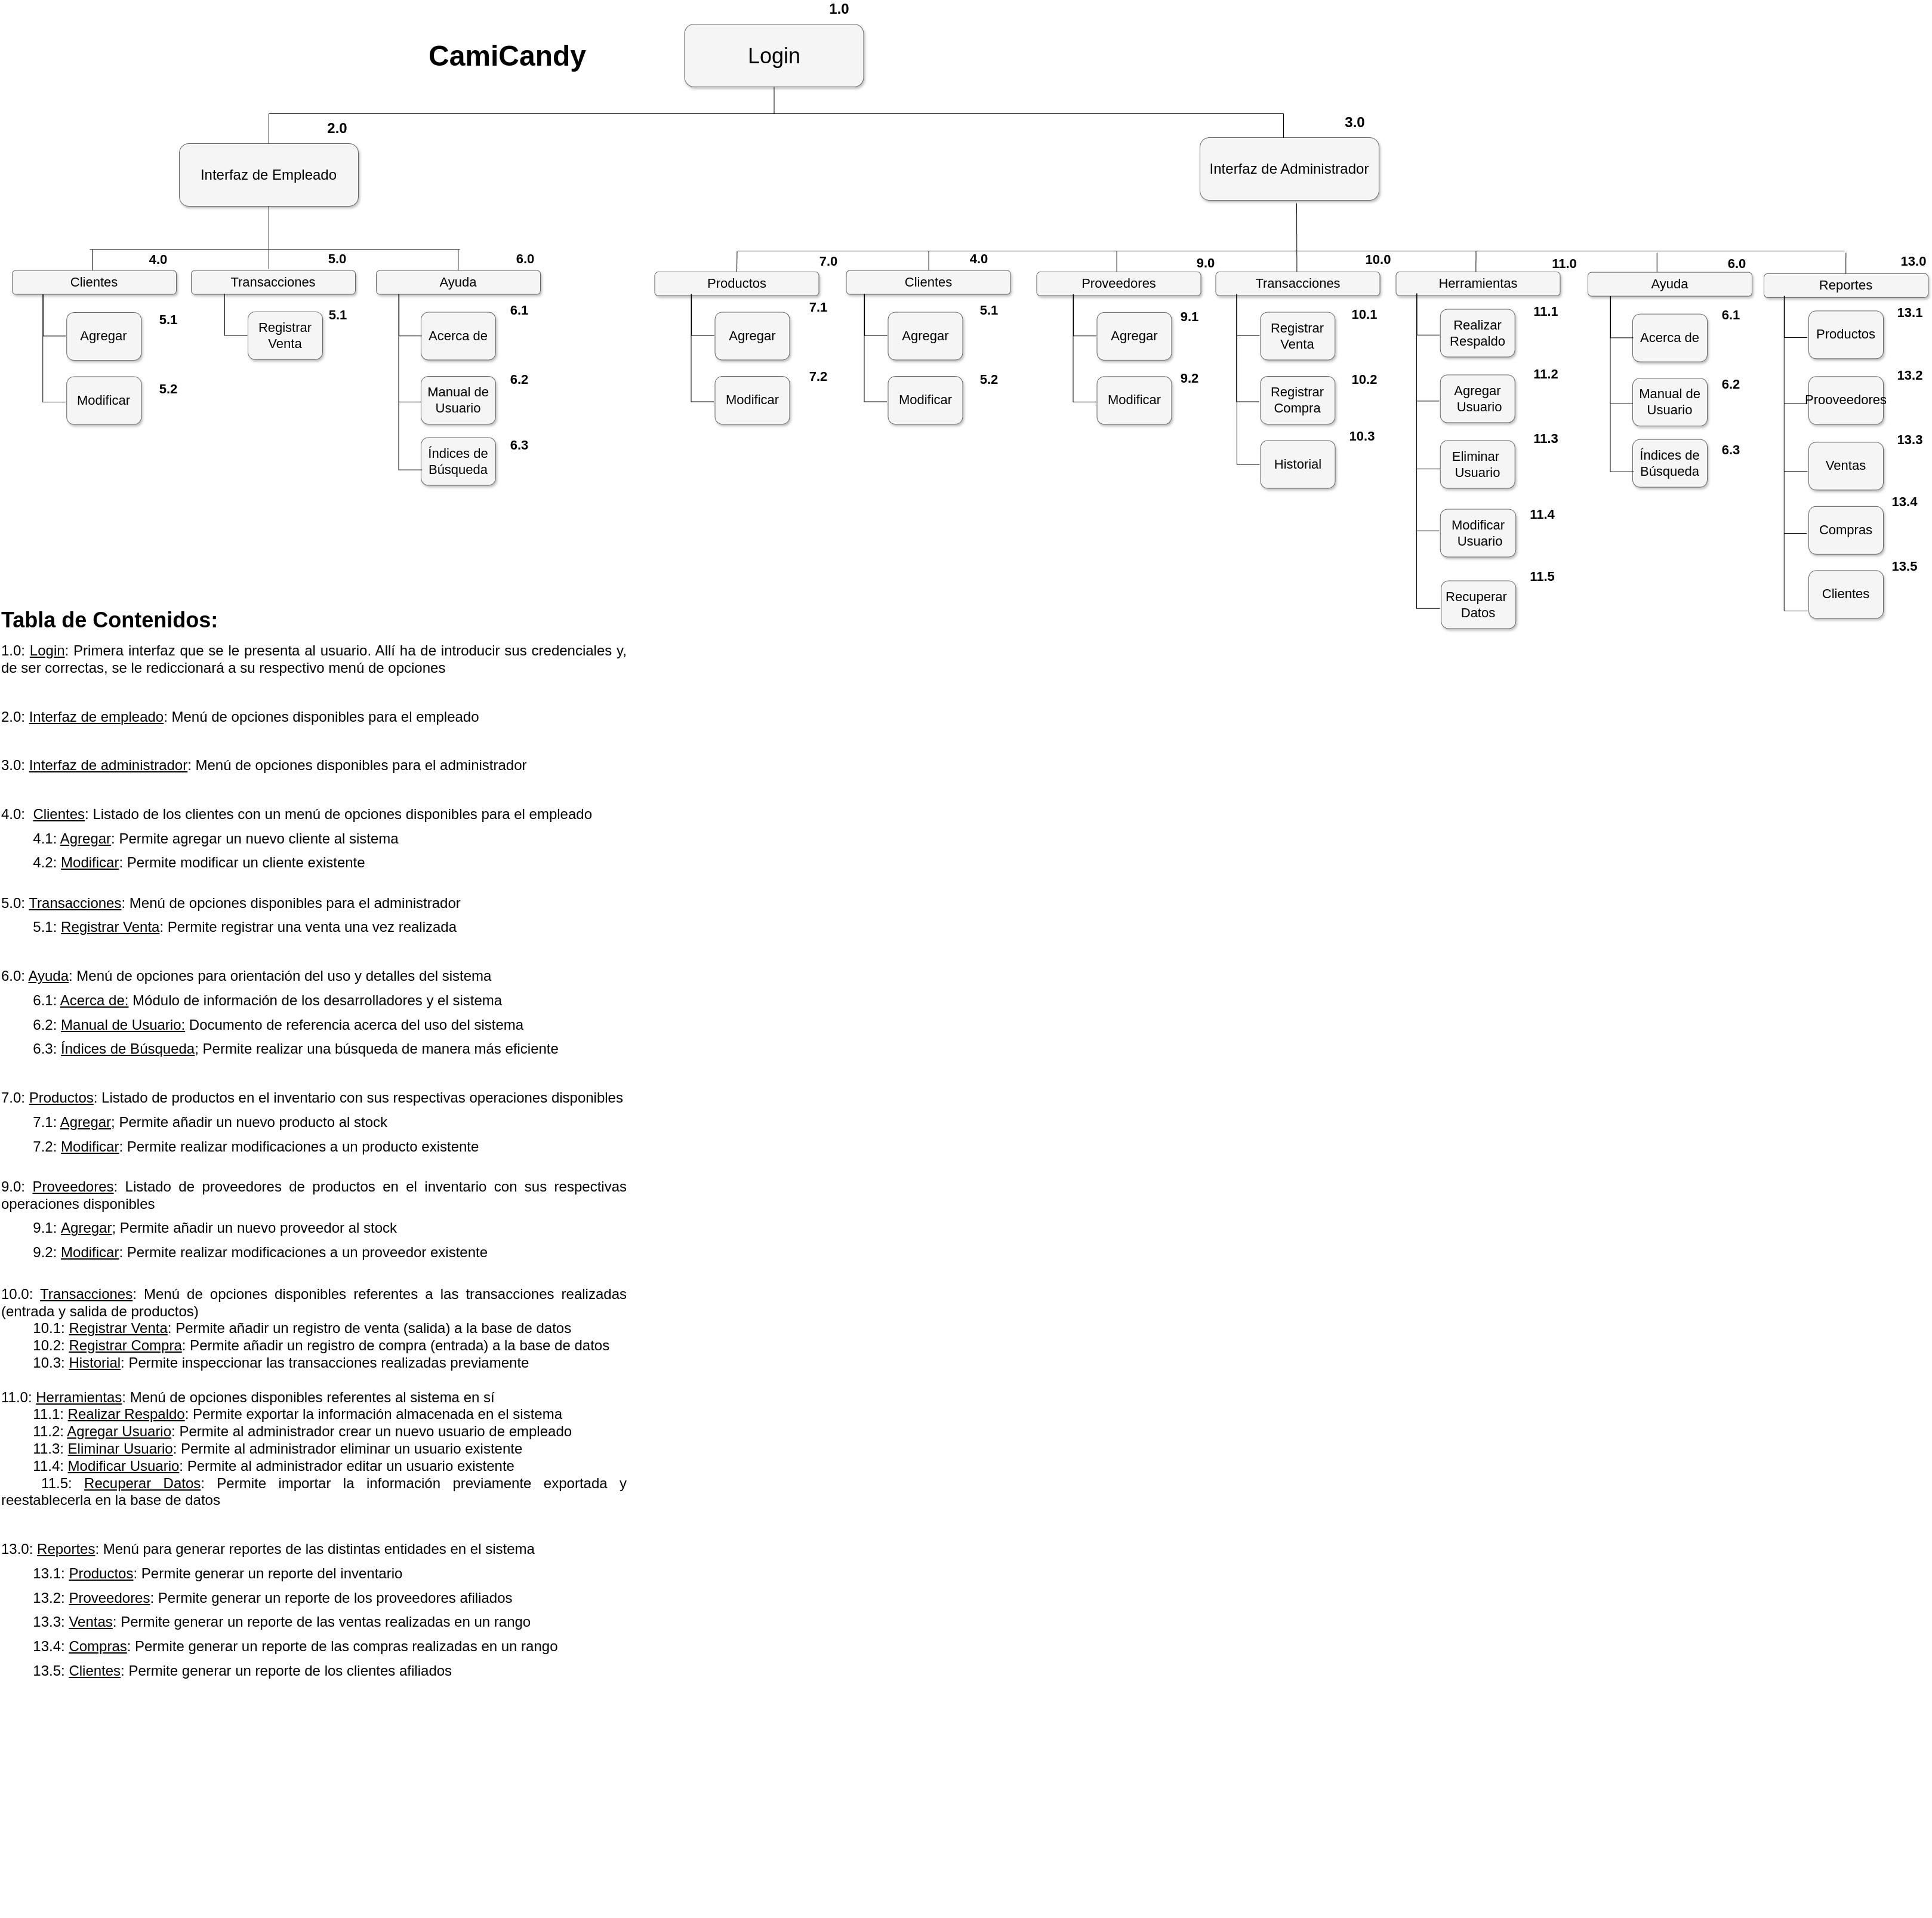 1.0
CamiCandy
Login
2.0
3.0
Interfaz de Empleado
Interfaz de Administrador
4.0
5.0
6.0
7.0
4.0
9.0
10.0
11.0
6.0
13.0
Clientes
Transacciones
Ayuda
Productos
Clientes
Proveedores
Transacciones
Herramientas
Ayuda
Reportes
Agregar
5.1
Modificar
5.2
Registrar
Venta
5.1
Acerca de
6.1
Manual de
Usuario
6.2
Índices de
Búsqueda
6.3
Agregar
7.1
Modificar
7.2
Agregar
5.1
Modificar
5.2
Agregar
9.1
Modificar
9.2
Registrar
Venta
10.1
Registrar
Compra
10.2
Historial
10.3
Realizar
Respaldo
11.1
Agregar
Usuario
11.2
Eliminar
Usuario
11.3
Modificar
Usuario
11.4
Recuperar
Datos
11.5
Acerca de
6.1
Manual de
Usuario
6.2
Índices de
Búsqueda
6.3
Productos
13.1
Prooveedores
13.2
Ventas
13.3
Compras
13.4
Clientes
13.5
Tabla de Contenidos:
1.0: Login: Primera interfaz que se le presenta al usuario. Allí ha de introducir sus credenciales y,
de ser correctas, se le rediccionará a su respectivo menú de opciones
2.0: Interfaz de empleado: Menú de opciones disponibles para el empleado
3.0: Interfaz de administrador: Menú de opciones disponibles para el administrador
4.0: Clientes: Listado de los clientes con un menú de opciones disponibles para el empleado
4.1: Agregar: Permite agregar un nuevo cliente al sistema
4.2: Modificar: Permite modificar un cliente existente
5.0: Transacciones: Menú de opciones disponibles para el administrador
5.1: Registrar Venta: Permite registrar una venta una vez realizada
6.0: Ayuda: Menú de opciones para orientación del uso y detalles del sistema
6.1: Acerca de: Módulo de información de los desarrolladores y el sistema
6.2: Manual de Usuario: Documento de referencia acerca del uso del sistema
6.3: Índices de Búsqueda; Permite realizar una búsqueda de manera más eficiente
7.0: Productos: Listado de productos en el inventario con sus respectivas operaciones disponibles
7.1: Agregar; Permite añadir un nuevo producto al stock
7.2: Modificar: Permite realizar modificaciones a un producto existente
9.0: Proveedores: Listado de proveedores de productos en el inventario con sus respectivas
operaciones disponibles
9.1: Agregar; Permite añadir un nuevo proveedor al stock
9.2: Modificar: Permite realizar modificaciones a un proveedor existente
10.0: Transacciones: Menú de opciones disponibles referentes a las transacciones realizadas
(entrada y salida de productos)
10.1: Registrar Venta: Permite añadir un registro de venta (salida) a la base de datos
10.2: Registrar Compra: Permite añadir un registro de compra (entrada) a la base de datos
10.3: Historial: Permite inspeccionar las transacciones realizadas previamente
11.0: Herramientas: Menú de opciones disponibles referentes al sistema en sí
11.1: Realizar Respaldo: Permite exportar la información almacenada en el sistema
11.2: Agregar Usuario: Permite al administrador crear un nuevo usuario de empleado
11.3: Eliminar Usuario: Permite al administrador eliminar un usuario existente
11.4: Modificar Usuario: Permite al administrador editar un usuario existente
11.5: Recuperar Datos: Permite importar la información previamente exportada y
reestablecerla en la base de datos
13.0: Reportes: Menú para generar reportes de las distintas entidades en el sistema
13.1: Productos: Permite generar un reporte del inventario
13.2: Proveedores: Permite generar un reporte de los proveedores afiliados
13.3: Ventas: Permite generar un reporte de las ventas realizadas en un rango
13.4: Compras: Permite generar un reporte de las compras realizadas en un rango
13.5: Clientes: Permite generar un reporte de los clientes afiliados